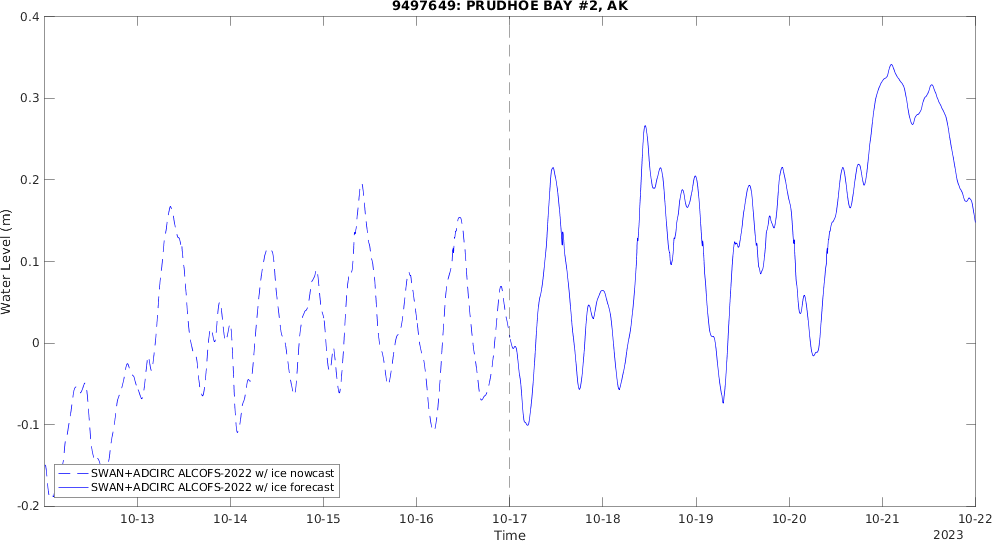 9497649: PRUDHOE BAY #2, AK
0.4
0.3
0.2
0.1
0
-0.1
-0.2
Water Level (m)
SWAN+ADCIRC ALCOFS-2022 w/ ice nowcast
SWAN+ADCIRC ALCOFS-2022 w/ ice forecast
10-13 10-14 10-15 10-16 10-17 10-18 10-19 10-20 10-21 10-22
Time
2023